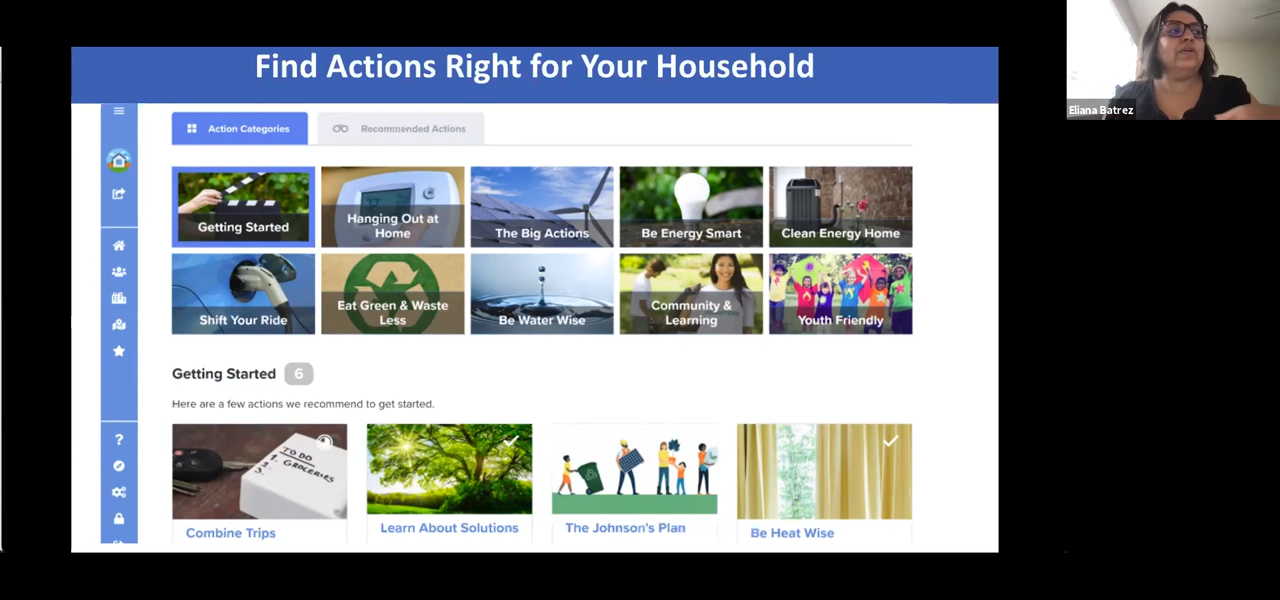 Find Actions Right for Your Household
Eliana Batrez
Action Categories
Recommended Actions
Getting Started
Hanging Out at
Home
The Big Actions
Be Energy Smart
Clean Energy Home
Shift Your Ride
Eat Green & Waste
Less
Be Water Wise
Community &
Learning
Youth Friendly
Getting Started 6
Here are a few actions we recommend to get started.
TO DO
1. GROCERIES
2.
3.
Combine Trips
Learn About Solutions
The Johnson's Plan
Be Heat Wise
?